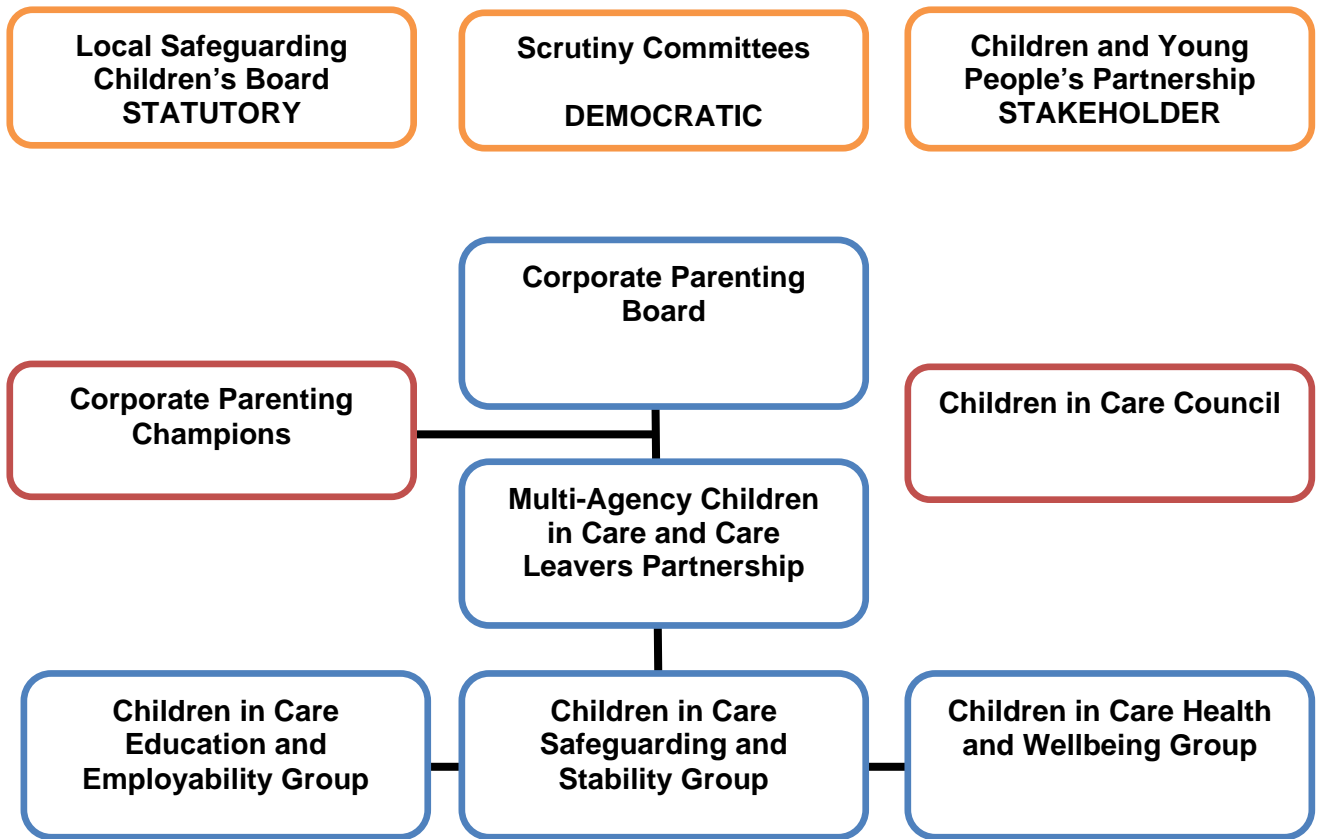 Local Safeguarding
Children’s Board
STATUTORY
Scrutiny Committees
DEMOCRATIC
Children and Young
People’s Partnership
STAKEHOLDER
Corporate Parenting
Board
Corporate Parenting
Champions
Children in Care Council
Multi-Agency Children
in Care and Care
Leavers Partnership
Children in Care
Education and
Employability Group
Children in Care
Safeguarding and
Stability Group
Children in Care Health
and Wellbeing Group